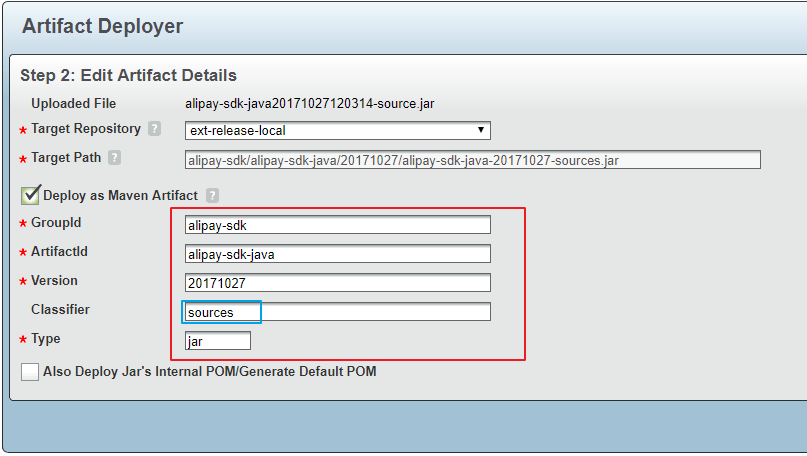 Artifact Deployer
Step 2: Edit Artifact Details
Uploaded File alipay-sdk-java20171027120314-source.jar
* Target Repository ? ext-release-local
* Target Path ? alipay-sdk/alipay-sdk-java/20171027/alipay-sdk-java-20171027-sources.jar
Deploy as Maven Artifact ?
* GroupId alipay-sdk
* ArtifactId alipay-sdk-java
* Version 20171027
Classifier sources
* Type jar
Also Deploy Jar's Internal POM/Generate Default POM